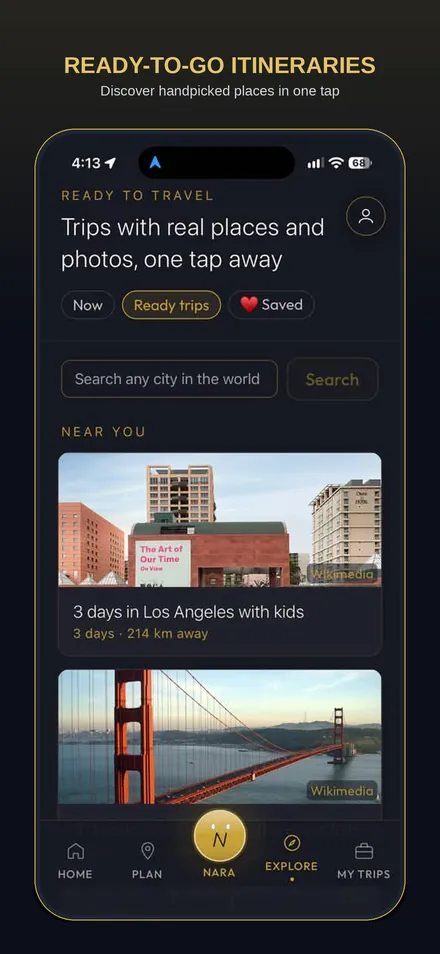 READY-TO-GO ITINERARIES
Discover handpicked places in one tap
4:13
68
READY TO TRAVEL
Trips with real places and
photos, one tap away
Now
Ready trips
Saved
Search any city in the world
Search
NEAR YOU
The Art of
Our Time
On View
Omni
Wikimedia
3 days in Los Angeles with kids
3 days · 214 km away
Wikimedia
N
HOME
PLAN
NARA
EXPLORE
MY TRIPS